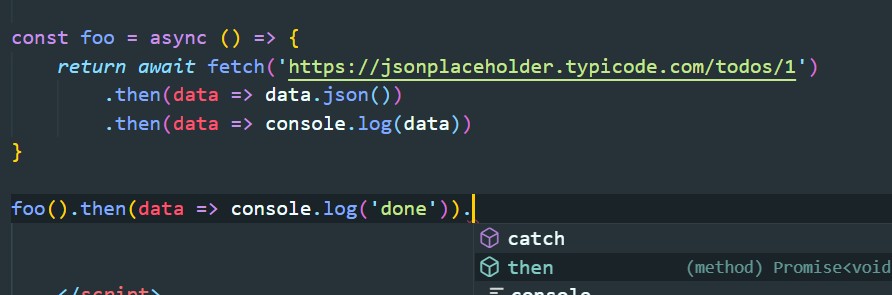 const foo = async () => {
return await fetch('https://jsonplaceholder.typicode.com/todos/1')
.then(data => data.json())
.then(data => console.log(data))
}
foo().then(data => console.log('done')).
catch
then (method) Promise<void
console
</script>